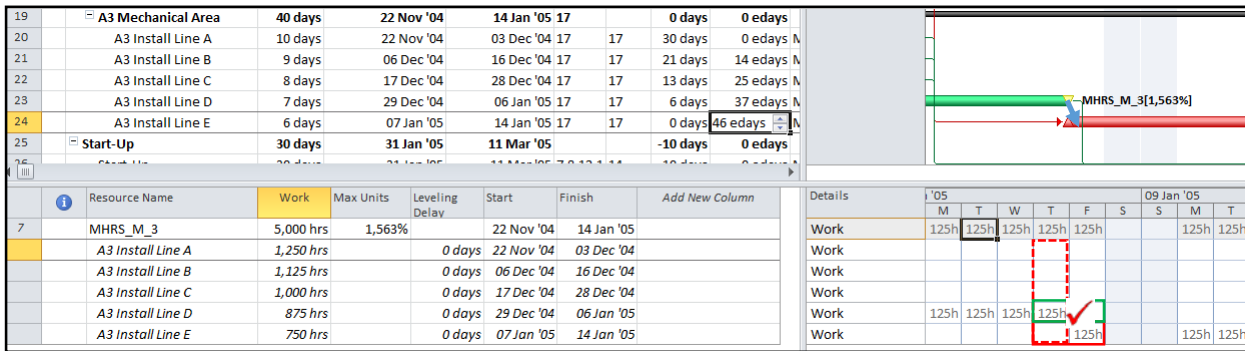 19 A3 Mechanical Area 40 days 22 Nov '04 14 Jan '05 17 0 days 0 edays
20 A3 Install Line A 10 days 22 Nov '04 03 Dec '04 17 17 30 days 0 edays M
21 A3 Install Line B 9 days 06 Dec '04 16 Dec '04 17 17 21 days 14 edays M
22 A3 Install Line C 8 days 17 Dec '04 28 Dec '04 17 17 13 days 25 edays M
23 A3 Install Line D 7 days 29 Dec '04 06 Jan '05 17 17 6 days 37 edays M
MHRS_M_3[1,563%]
24 A3 Install Line E 6 days 07 Jan '05 14 Jan '05 17 17 0 days 46 edays M
25 Start-Up 30 days 31 Jan '05 11 Mar '05 -10 days 0 edays
Resource Name Work Max Units Leveling Delay Start Finish Add New Column Details '05 09 Jan '05
M T W T F S S M T
7 MHRS_M_3 5,000 hrs 1,563% 22 Nov '04 14 Jan '05 Work 125h 125h 125h 125h 125h 125h 125h
A3 Install Line A 1,250 hrs 0 days 22 Nov '04 03 Dec '04 Work
A3 Install Line B 1,125 hrs 0 days 06 Dec '04 16 Dec '04 Work
A3 Install Line C 1,000 hrs 0 days 17 Dec '04 28 Dec '04 Work
A3 Install Line D 875 hrs 0 days 29 Dec '04 06 Jan '05 Work 125h 125h 125h 125h
A3 Install Line E 750 hrs 0 days 07 Jan '05 14 Jan '05 Work 125h 125h 125h